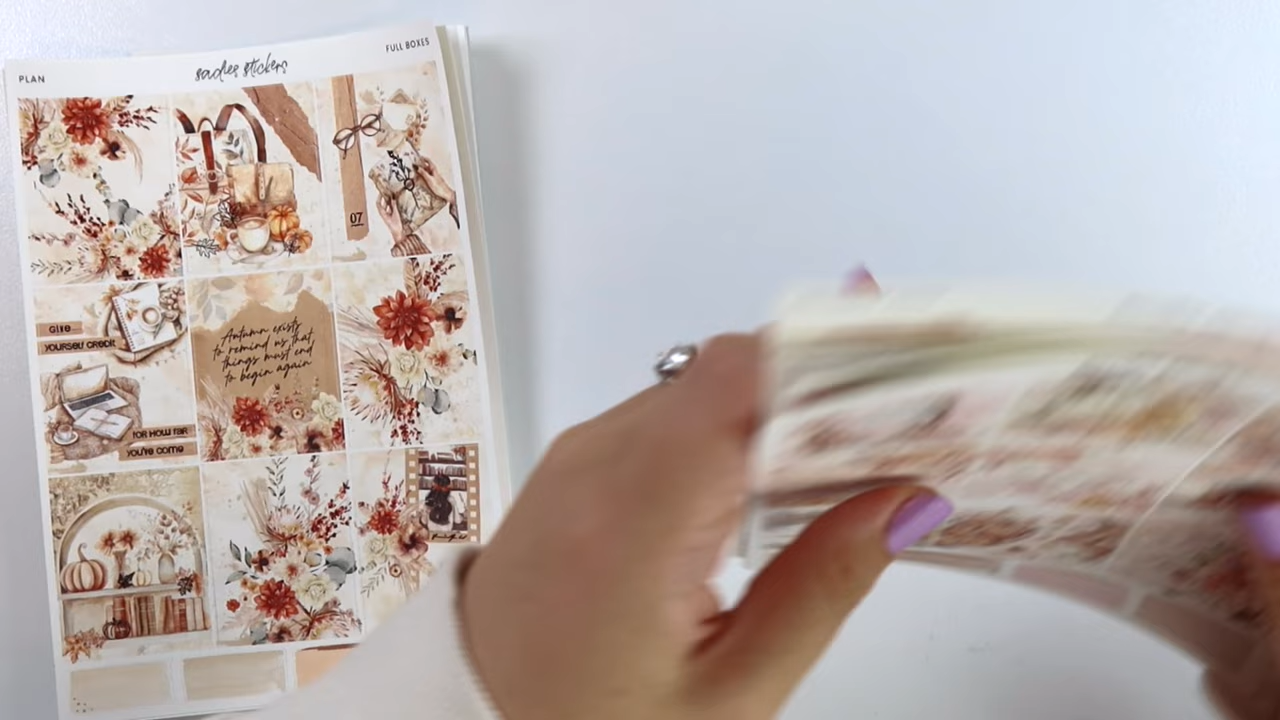 PLAN
sadies stickers
FULL BOXES
07
GIVE
YOURSELF CREDIT
FOR HOW FAR
YOU'VE COME
Autumn exists
to remind us that
things must end
to begin again